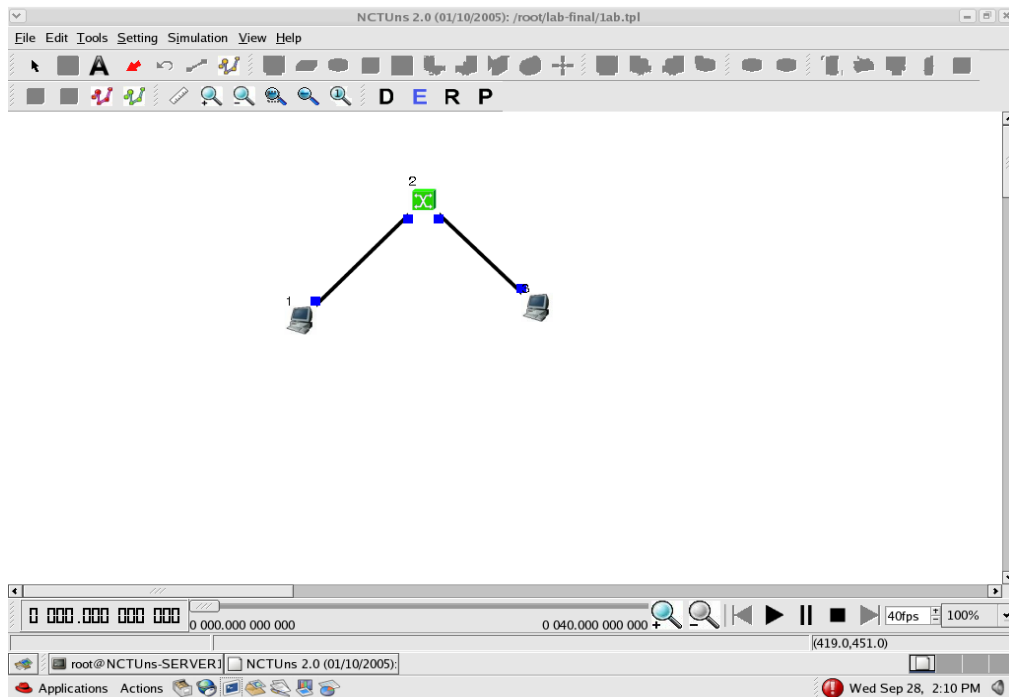 NCTUns 2.0 (01/10/2005): /root/lab-final/1ab.tpl
File Edit Tools Setting Simulation View Help
A
1 D E R P
2
1
0 000.000 000 000
0 000.000 000 000
0 040.000 000 000
40fps
100%
(419.0,451.0)
root@NCTUns-SERVER1
NCTUns 2.0 (01/10/2005):
Applications Actions
Wed Sep 28, 2:10 PM